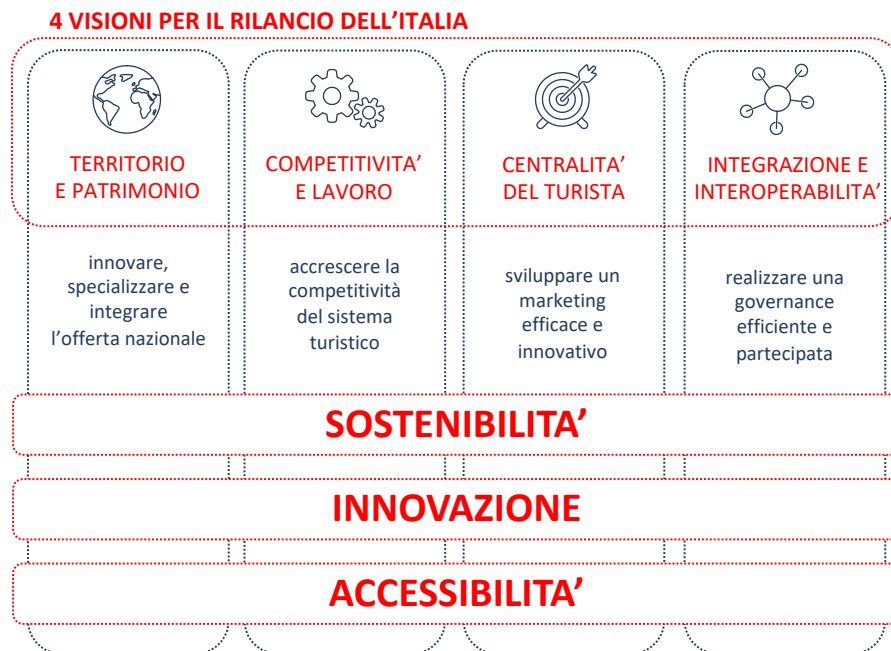 4 VISIONI PER IL RILANCIO DELL’ITALIA
TERRITORIO
E PATRIMONIO
COMPETITIVITA’
E LAVORO
CENTRALITA’
DEL TURISTA
INTEGRAZIONE E
INTEROPERABILITA’
innovare,
specializzare e
integrare
l’offerta nazionale
accrescere la
competitività
del sistema
turistico
sviluppare un
marketing
efficace e
innovativo
realizzare una
governance
efficiente e
partecipata
SOSTENIBILITA’
INNOVAZIONE
ACCESSIBILITA’